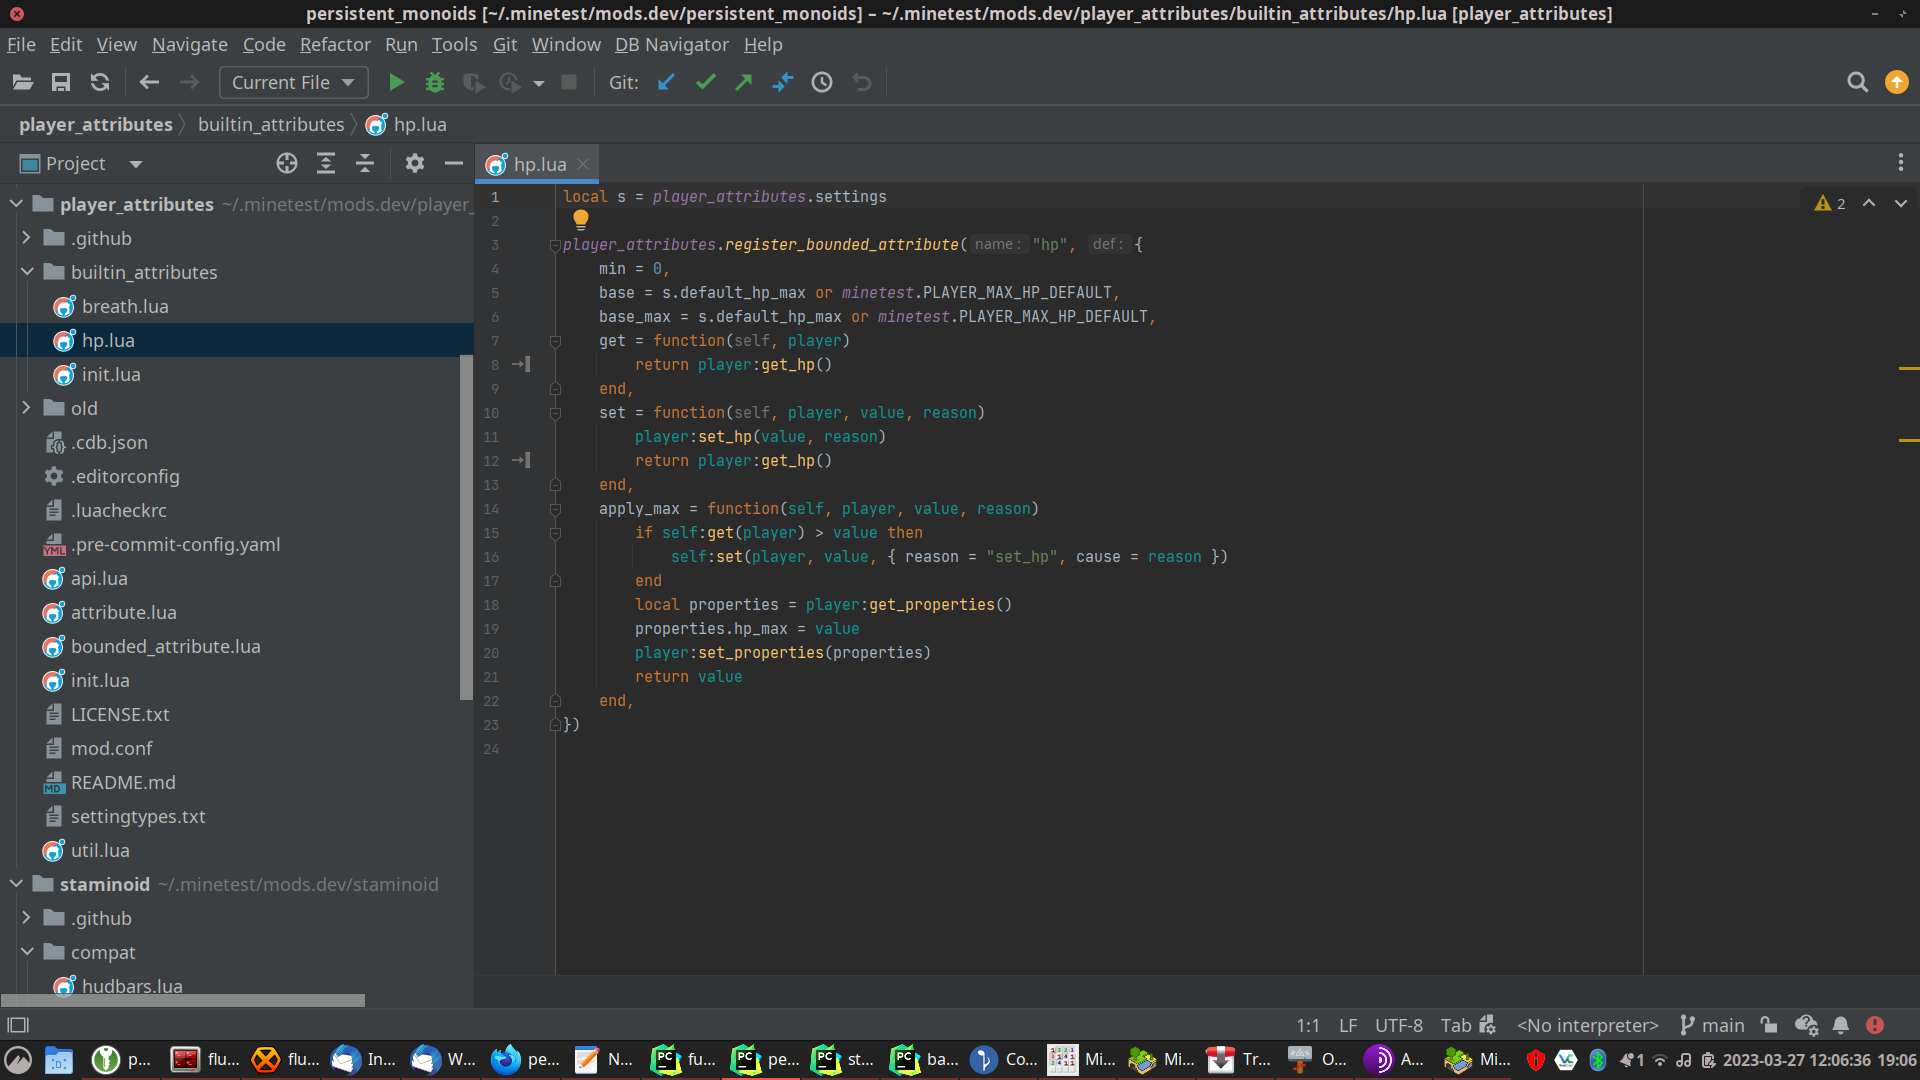 persistent_monoids [~/.minetest/mods.dev/persistent_monoids] – ~/.minetest/mods.dev/player_attributes/builtin_attributes/hp.lua [player_attributes]
File Edit View Navigate Code Refactor Run Tools Git Window DB Navigator Help
Current File Git:
player_attributes builtin_attributes hp.lua
Project
hp.lua
player_attributes ~/.minetest/mods.dev/player_
.github
builtin_attributes
breath.lua
hp.lua
init.lua
old
.cdb.json
.editorconfig
.luacheckrc
.pre-commit-config.yaml
api.lua
attribute.lua
bounded_attribute.lua
init.lua
LICENSE.txt
mod.conf
README.md
settingtypes.txt
util.lua
staminoid ~/.minetest/mods.dev/staminoid
.github
compat
hudbars.lua
2
1 local s = player_attributes.settings
2
3 player_attributes.register_bounded_attribute( name: "hp", def: {
4 min = 0,
5 base = s.default_hp_max or minetest.PLAYER_MAX_HP_DEFAULT,
6 base_max = s.default_hp_max or minetest.PLAYER_MAX_HP_DEFAULT,
7 get = function(self, player)
8 return player:get_hp()
9 end,
10 set = function(self, player, value, reason)
11 player:set_hp(value, reason)
12 return player:get_hp()
13 end,
14 apply_max = function(self, player, value, reason)
15 if self:get(player) > value then
16 self:set(player, value, { reason = "set_hp", cause = reason })
17 end
18 local properties = player:get_properties()
19 properties.hp_max = value
20 player:set_properties(properties)
21 return value
22 end,
23 })
24
1:1 LF UTF-8 Tab <No interpreter> main
p... flu... flu... In... W... pe... N... fu... pe... st... ba... Co... Mi... Mi... Tr... O... A... Mi... 1 2023-03-27 12:06:36 19:06